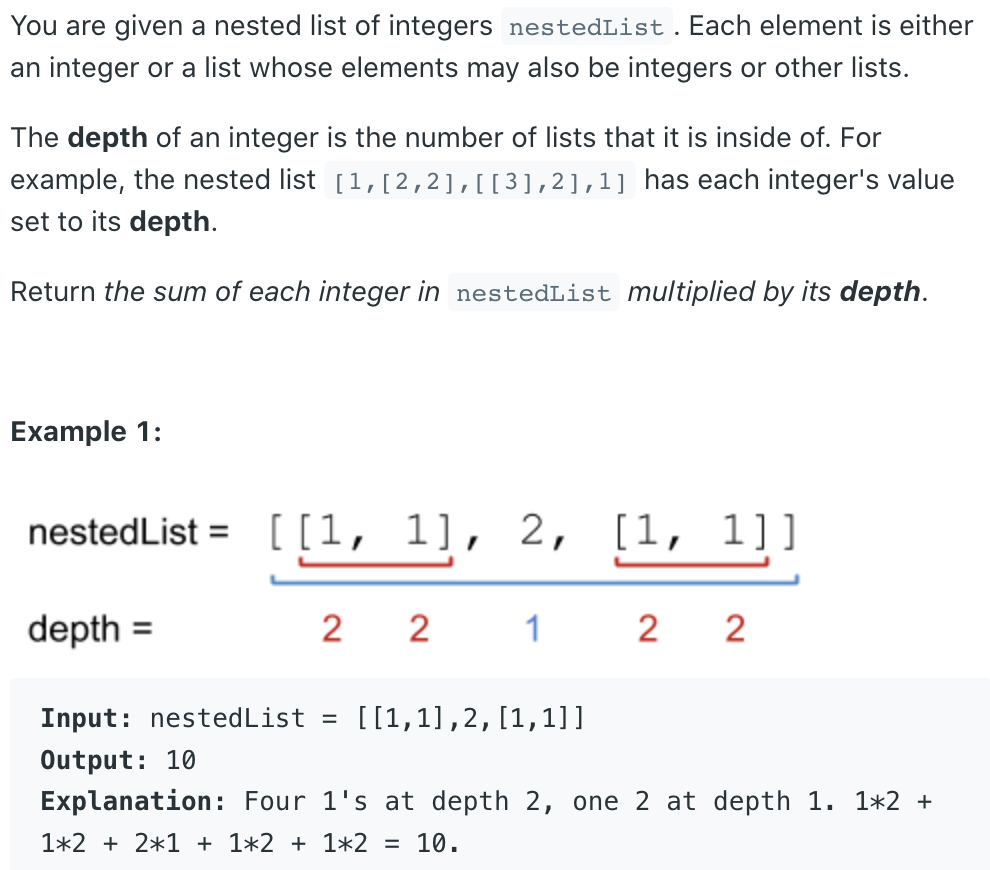 You are given a nested list of integers nestedList . Each element is either
an integer or a list whose elements may also be integers or other lists.
The depth of an integer is the number of lists that it is inside of. For
example, the nested list [1,[2,2],[[3],2],1] has each integer's value
set to its depth.
Return the sum of each integer in nestedList multiplied by its depth.
Example 1:
nestedList = [[1, 1], 2, [1, 1]]
depth = 2 2 1 2 2
Input: nestedList = [[1,1],2,[1,1]]
Output: 10
Explanation: Four 1's at depth 2, one 2 at depth 1. 1*2 +
1*2 + 2*1 + 1*2 + 1*2 = 10.